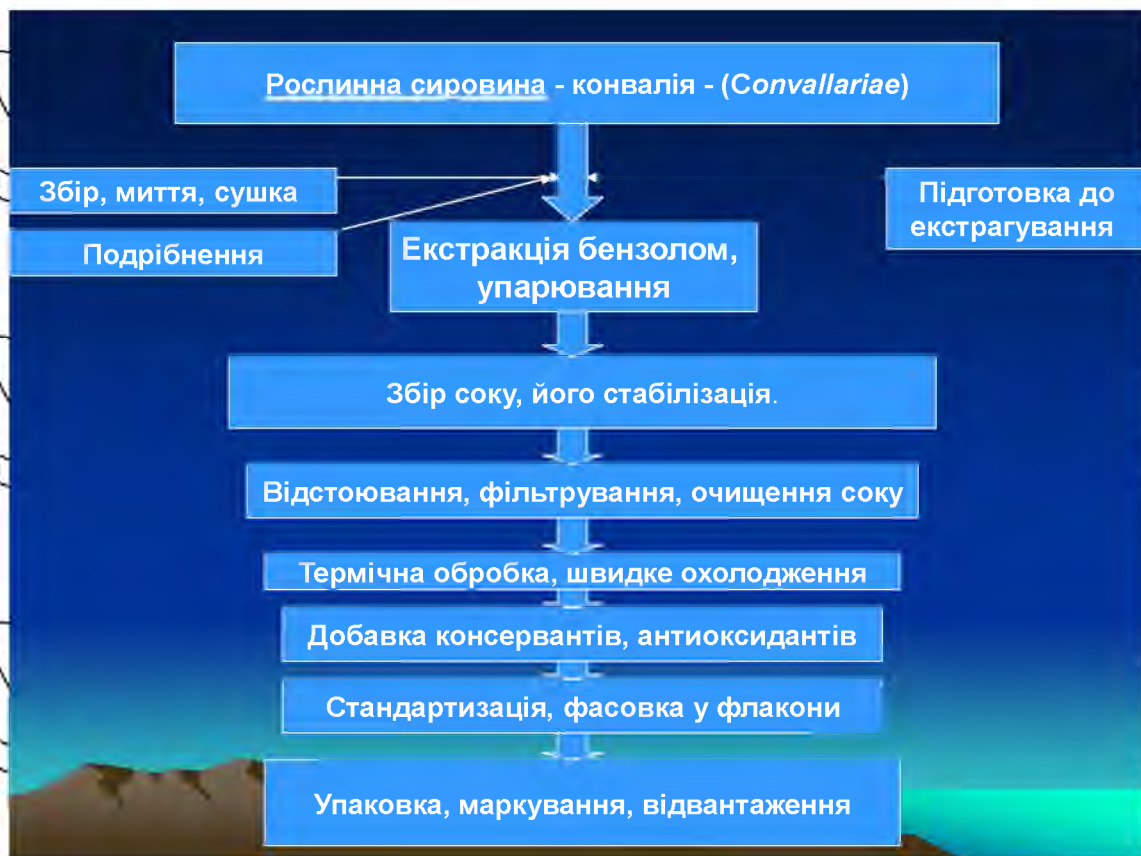 Рослинна сировина - конвалія - (Convallariae)
Збір, миття, сушка
Подрібнення
Підготовка до
екстрагування
Екстракція бензолом,
упарювання
Збір соку, його стабілізація.
Відстоювання, фільтрування, очищення соку
Термічна обробка, швидке охолодження
Добавка консервантів, антиоксидантів
Стандартизація, фасовка у флакони
Упаковка, маркування, відвантаження